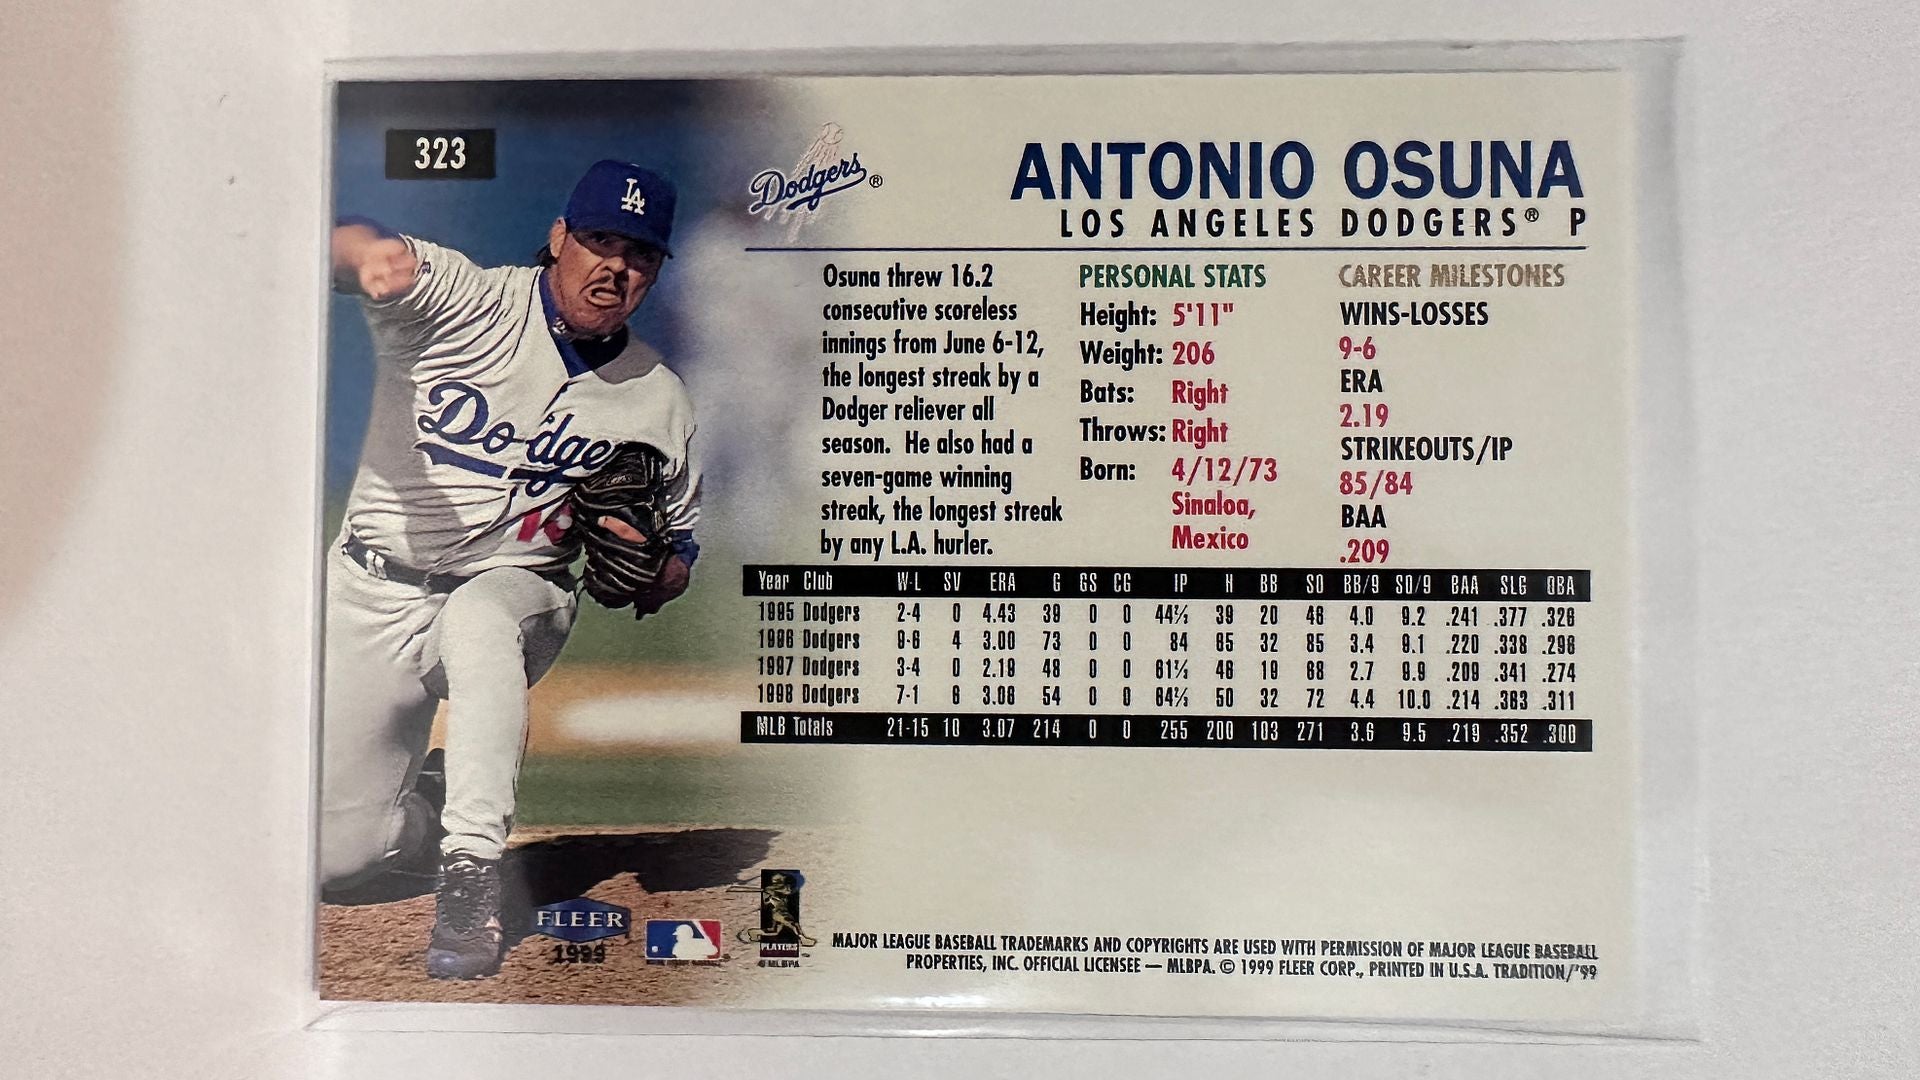 323
LA
Dodgers
Dodgers®
ANTONIO OSUNA
LOS ANGELES DODGERS® P
Osuna threw 16.2
consecutive scoreless
innings from June 6-12,
the longest streak by a
Dodger reliever all
season. He also had a
seven-game winning
streak, the longest streak
by any L.A. hurler.
PERSONAL STATS
Height: 5'11"
Weight: 206
Bats: Right
Throws: Right
Born: 4/12/73
Sinaloa,
Mexico
CAREER MILESTONES
WINS-LOSSES
9-6
ERA
2.19
STRIKEOUTS/IP
85/84
BAA
.209
Year Club W-L SV ERA G GS CG IP H BB SO BB/9 SO/9 BAA SLG OBA
1995 Dodgers 2-4 0 4.43 39 0 0 44⅔ 39 20 46 4.0 9.2 .241 .377 .326
1996 Dodgers 9-6 4 3.00 73 0 0 84 65 32 85 3.4 9.1 .220 .338 .296
1997 Dodgers 3-4 0 2.19 48 0 0 61⅔ 46 19 68 2.7 9.9 .209 .341 .274
1998 Dodgers 7-1 6 3.06 54 0 0 64⅔ 50 32 72 4.4 10.0 .214 .363 .311
MLB Totals 21-15 10 3.07 214 0 0 255 200 103 271 3.6 9.5 .219 .352 .300
FLEER
1999
PLAYERS
MLBPA
MAJOR LEAGUE BASEBALL TRADEMARKS AND COPYRIGHTS ARE USED WITH PERMISSION OF MAJOR LEAGUE BASEBALL
PROPERTIES, INC. OFFICIAL LICENSEE — MLBPA. © 1999 FLEER CORP., PRINTED IN U.S.A. TRADITION/'99